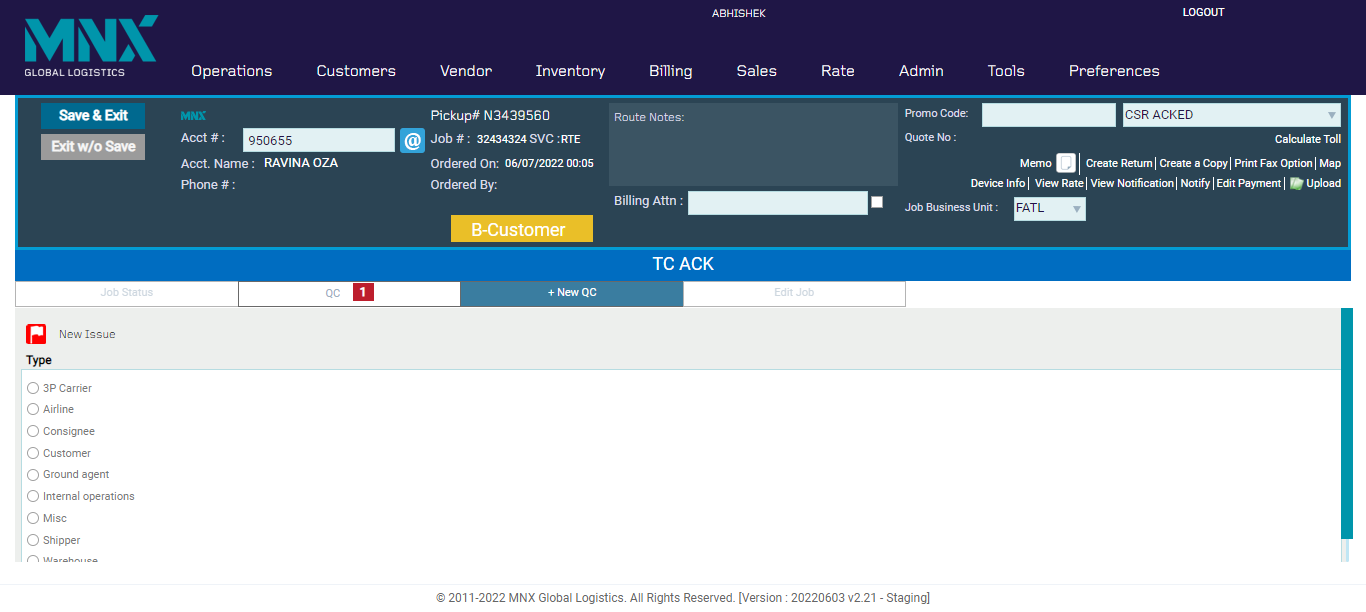 ABHISHEK
LOGOUT
MNX
GLOBAL LOGISTICS
Operations Customers Vendor Inventory Billing Sales Rate Admin Tools Preferences
Save & Exit
Exit w/o Save
MNX
Acct # : 950655 @
Acct. Name : RAVINA OZA
Phone # :
Pickup# N3439560
Job # : 32434324 SVC :RTE
Ordered On: 06/07/2022 00:05
Ordered By:
B-Customer
Route Notes:
Billing Attn :
Promo Code: CSR ACKED
Quote No : Calculate Toll
Memo | Create Return| Create a Copy| Print Fax Option| Map
Device Info| View Rate| View Notification| Notify| Edit Payment| Upload
Job Business Unit : FATL
TC ACK
Job Status QC 1 + New QC Edit Job
New Issue
Type
3P Carrier
Airline
Consignee
Customer
Ground agent
Internal operations
Misc
Shipper
Warehouse
© 2011-2022 MNX Global Logistics. All Rights Reserved. [Version : 20220603 v2.21 - Staging]